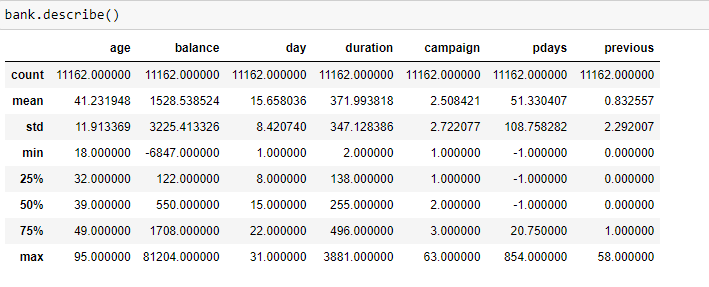 bank.describe()
age balance day duration campaign pdays previous
count 11162.000000 11162.000000 11162.000000 11162.000000 11162.000000 11162.000000 11162.000000
mean 41.231948 1528.538524 15.658036 371.993818 2.508421 51.330407 0.832557
std 11.913369 3225.413326 8.420740 347.128386 2.722077 108.758282 2.292007
min 18.000000 -6847.000000 1.000000 2.000000 1.000000 -1.000000 0.000000
25% 32.000000 122.000000 8.000000 138.000000 1.000000 -1.000000 0.000000
50% 39.000000 550.000000 15.000000 255.000000 2.000000 -1.000000 0.000000
75% 49.000000 1708.000000 22.000000 496.000000 3.000000 20.750000 1.000000
max 95.000000 81204.000000 31.000000 3881.000000 63.000000 854.000000 58.000000